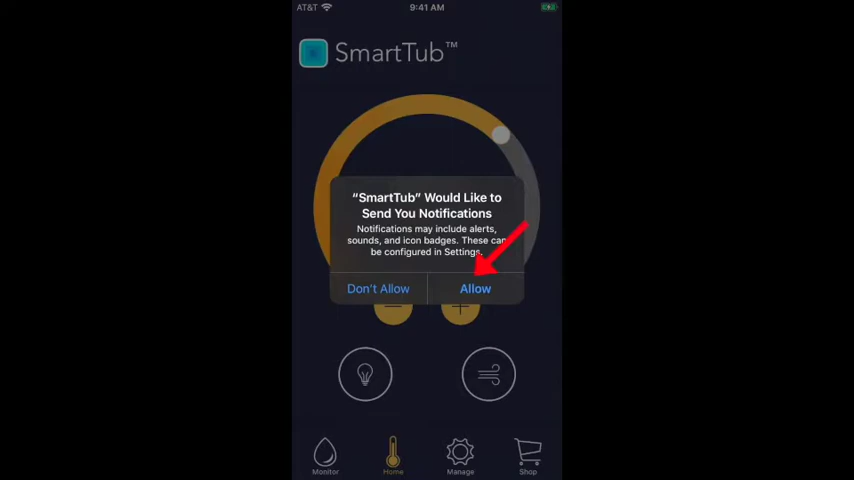 AT&T 9:41 AM
SmartTub™
“SmartTub” Would Like to
Send You Notifications
Notifications may include alerts,
sounds, and icon badges. These can
be configured in Settings.
Don’t Allow Allow
Monitor Home Manage Shop